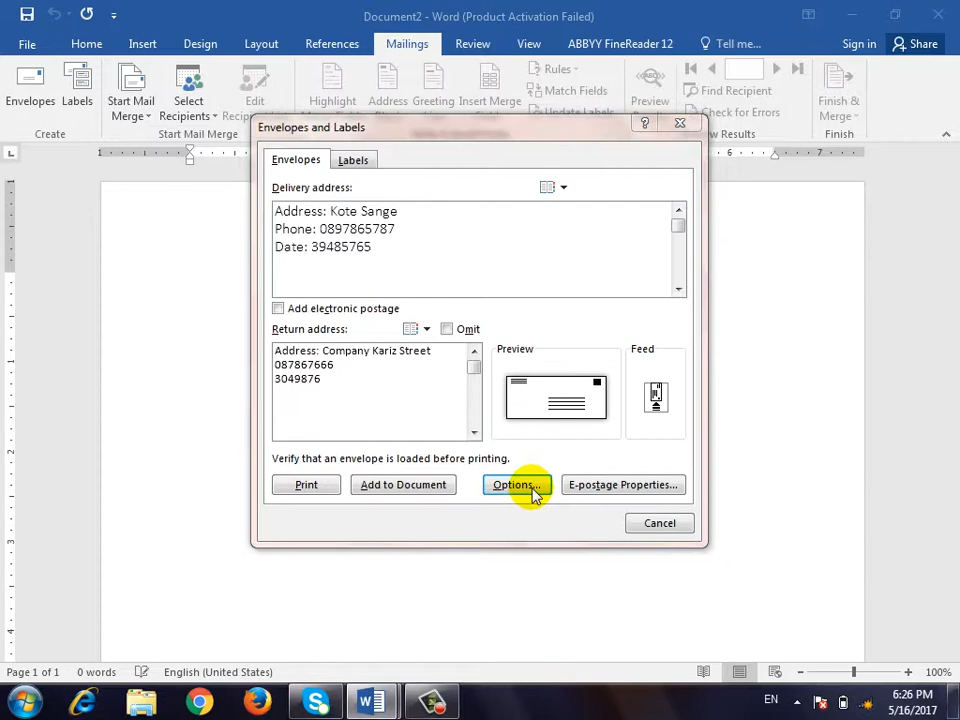 Document2 - Word (Product Activation Failed)
File Home Insert Design Layout References Mailings Review View ABBYY FineReader 12 Tell me... Sign in Share
Envelopes Labels Start Mail Merge Select Recipients Edit Highlight Address Greeting Insert Merge Rules Match Fields Preview Find Recipient Check for Errors Finish & Merge
Create Start Mail Merge Finish
Envelopes and Labels
Envelopes Labels
Delivery address:
Address: Kote Sange
Phone: 0897865787
Date: 39485765
Add electronic postage
Return address: Omit
Address: Company Kariz Street
087867666
3049876
Preview Feed
Verify that an envelope is loaded before printing.
Print Add to Document Options... E-postage Properties...
Cancel
Page 1 of 1 0 words English (United States) 100%
EN 6:26 PM
5/16/2017